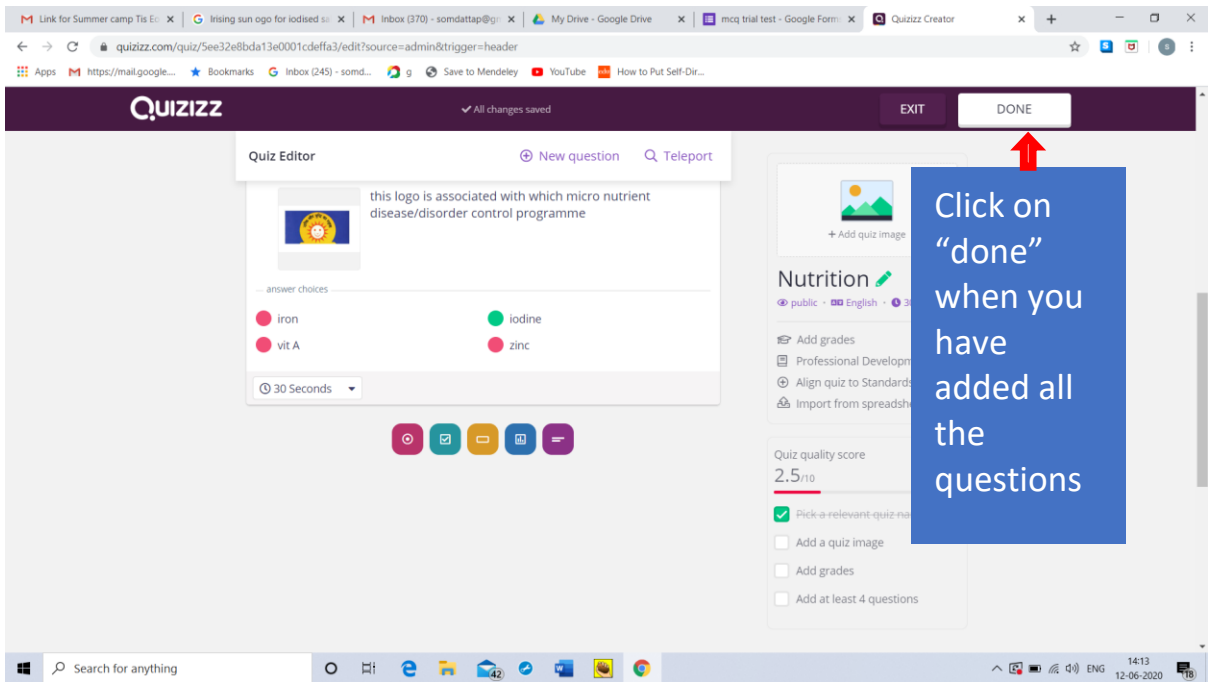 Link for Summer camp Tis Ec
Irising sun ogo for iodised sa
Inbox (370) - somdattap@gn
My Drive - Google Drive
mcq trial test - Google Form
Quizizz Creator
quizizz.com/quiz/5ee32e8bda13e0001cdeffa3/edit?source=admin&trigger=header
Apps
https://mail.google....
Bookmarks
Inbox (245) - somd...
g
Save to Mendeley
YouTube
How to Put Self-Dir...
QUIZIZZ
All changes saved
EXIT
DONE
Quiz Editor
New question
Teleport
this logo is associated with which micro nutrient
disease/disorder control programme
answer choices
iron
iodine
vit A
zinc
30 Seconds
+ Add quiz image
Nutrition
public · English · 30
Add grades
Professional Developm
Align quiz to Standards
Import from spreadshe
Quiz quality score
2.5/10
Pick a relevant quiz na
Add a quiz image
Add grades
Add at least 4 questions
Click on
“done”
when you
have
added all
the
questions
Search for anything
42
ENG
14:13
12-06-2020
18